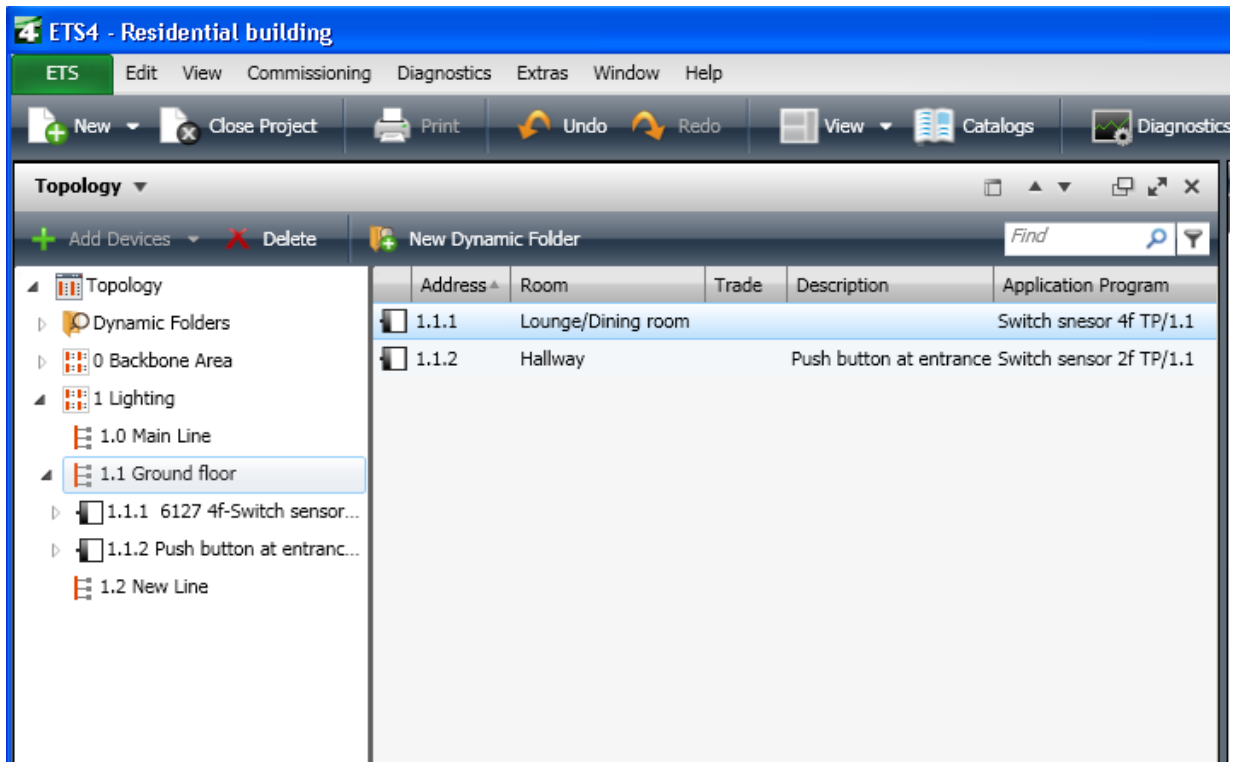 ETS4 - Residential building
ETS Edit View Commissioning Diagnostics Extras Window Help
New Close Project Print Undo Redo View Catalogs Diagnostics
Topology
Add Devices Delete New Dynamic Folder Find
Topology
Dynamic Folders
0 Backbone Area
1 Lighting
1.0 Main Line
1.1 Ground floor
1.1.1 6127 4f-Switch sensor...
1.1.2 Push button at entranc...
1.2 New Line
Address Room Trade Description Application Program
1.1.1 Lounge/Dining room Switch snesor 4f TP/1.1
1.1.2 Hallway Push button at entrance Switch sensor 2f TP/1.1